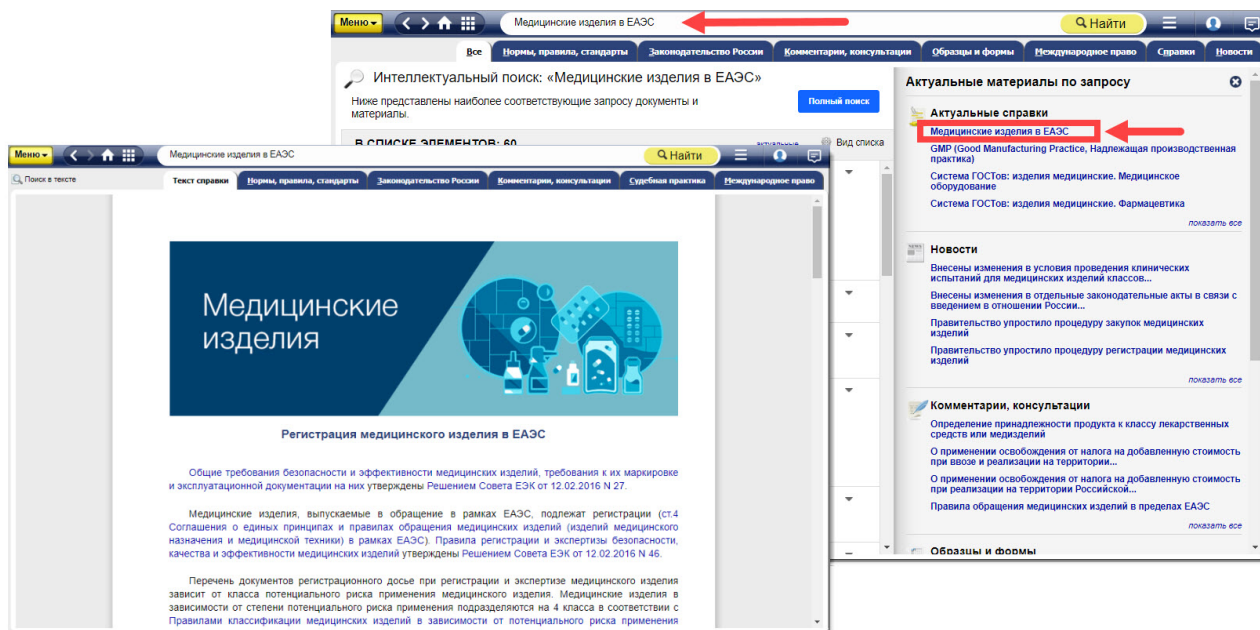 Меню
Медицинские изделия в ЕАЭС
Найти
Все
Нормы, правила, стандарты
Законодательство России
Комментарии, консультации
Образцы и формы
Международное право
Справки
Новости
Интеллектуальный поиск: «Медицинские изделия в ЕАЭС»
Ниже представлены наиболее соответствующие запросу документы и
материалы.
Полный поиск
В СПИСКЕ ЭЛЕМЕНТОВ: 60
актуальные
Вид списка
Актуальные материалы по запросу
Актуальные справки
Медицинские изделия в ЕАЭС
GMP (Good Manufacturing Practice, Надлежащая производственная
практика)
Система ГОСТов: изделия медицинские. Медицинское
оборудование
Система ГОСТов: изделия медицинские. Фармацевтика
показать все
Новости
Внесены изменения в условия проведения клинических
испытаний для медицинских изделий классов...
Внесены изменения в отдельные законодательные акты в связи с
введением в отношении России...
Правительство упростило процедуру закупок медицинских
изделий
Правительство упростило процедуру регистрации медицинских
изделий
показать все
Комментарии, консультации
Определение принадлежности продукта к классу лекарственных
средств или медизделий
О применении освобождения от налога на добавленную стоимость
при ввозе и реализации на территории...
О применении освобождения от налога на добавленную стоимость
при реализации на территории Российской...
Правила обращения медицинских изделий в пределах ЕАЭС
показать все
Образцы и формы
Меню
Медицинские изделия в ЕАЭС
Найти
Поиск в тексте
Текст справки
Нормы, правила, стандарты
Законодательство России
Комментарии, консультации
Судебная практика
Международное право
Медицинские
изделия
Регистрация медицинского изделия в ЕАЭС
Общие требования безопасности и эффективности медицинских изделий, требования к их маркировке
и эксплуатационной документации на них утверждены Решением Совета ЕЭК от 12.02.2016 N 27.
Медицинские изделия, выпускаемые в обращение в рамках ЕАЭС, подлежат регистрации (ст.4
Соглашения о единых принципах и правилах обращения медицинских изделий (изделий медицинского
назначения и медицинской техники) в рамках ЕАЭС). Правила регистрации и экспертизы безопасности,
качества и эффективности медицинских изделий утверждены Решением Совета ЕЭК от 12.02.2016 N 46.
Перечень документов регистрационного досье при регистрации и экспертизе медицинского изделия
зависит от класса потенциального риска применения медицинского изделия. Медицинские изделия в
зависимости от степени потенциального риска применения подразделяются на 4 класса в соответствии с
Правилами классификации медицинских изделий в зависимости от потенциального риска применения